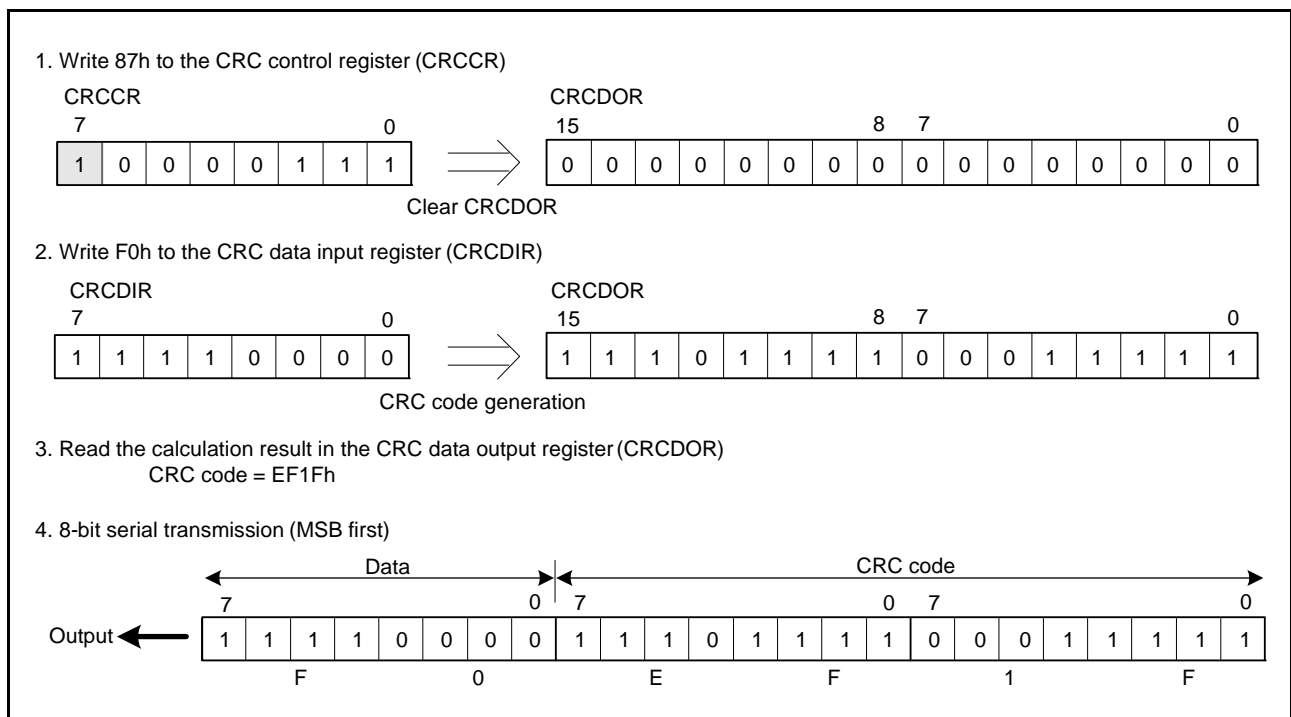 1. Write 87h to the CRC control register (CRCCR)
CRCCR CRCDOR
7 0 15 8 7 0
1 0 0 0 0 1 1 1 0 0 0 0 0 0 0 0 0 0 0 0 0 0 0 0
Clear CRCDOR
2. Write F0h to the CRC data input register (CRCDIR)
CRCDIR CRCDOR
7 0 15 8 7 0
1 1 1 1 0 0 0 0 1 1 1 0 1 1 1 1 0 0 0 1 1 1 1 1
CRC code generation
3. Read the calculation result in the CRC data output register (CRCDOR)
CRC code = EF1Fh
4. 8-bit serial transmission (MSB first)
Data CRC code
7 0 7 0 7 0
Output 1 1 1 1 0 0 0 0 1 1 1 0 1 1 1 1 0 0 0 1 1 1 1 1
F 0 E F 1 F